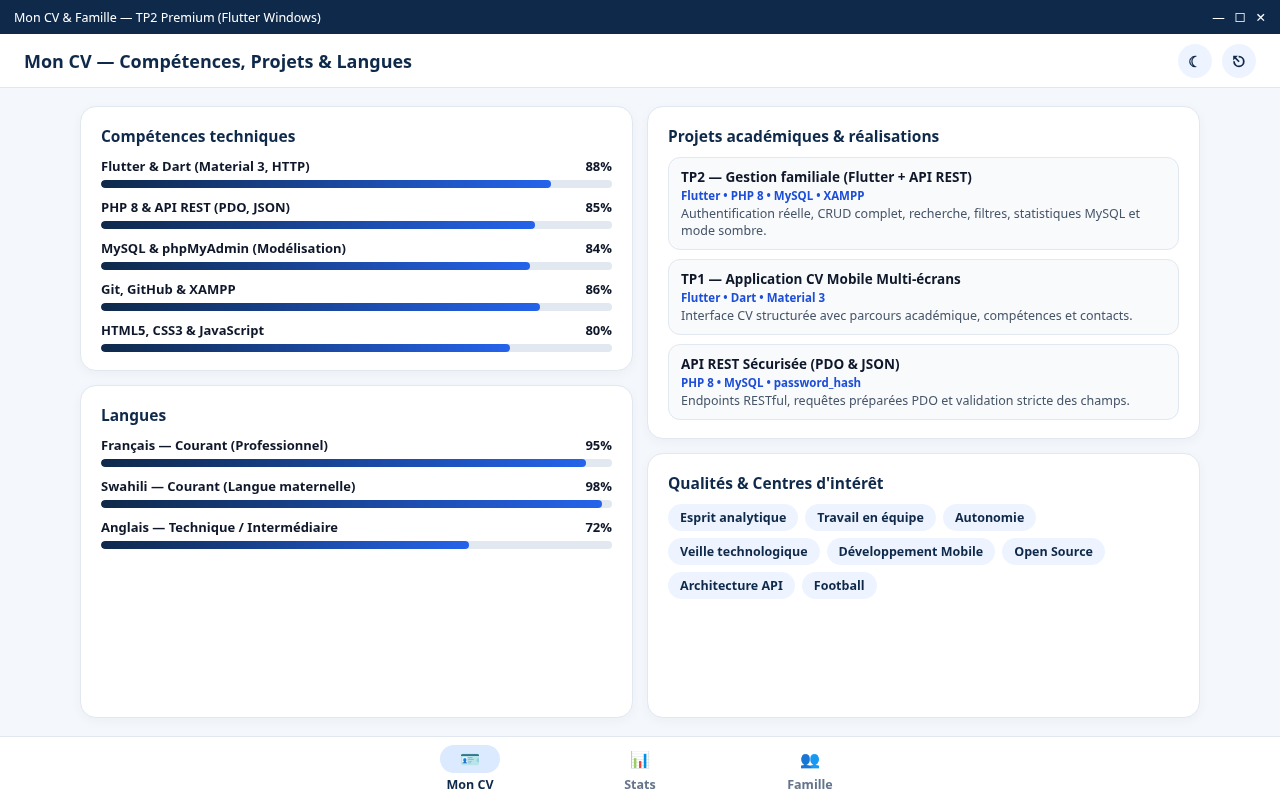 Mon CV & Famille — TP2 Premium (Flutter Windows)
Mon CV — Compétences, Projets & Langues
Compétences techniques
Flutter & Dart (Material 3, HTTP) 88%
PHP 8 & API REST (PDO, JSON) 85%
MySQL & phpMyAdmin (Modélisation) 84%
Git, GitHub & XAMPP 86%
HTML5, CSS3 & JavaScript 80%
Langues
Français — Courant (Professionnel) 95%
Swahili — Courant (Langue maternelle) 98%
Anglais — Technique / Intermédiaire 72%
Projets académiques & réalisations
TP2 — Gestion familiale (Flutter + API REST)
Flutter • PHP 8 • MySQL • XAMPP
Authentification réelle, CRUD complet, recherche, filtres, statistiques MySQL et
mode sombre.
TP1 — Application CV Mobile Multi-écrans
Flutter • Dart • Material 3
Interface CV structurée avec parcours académique, compétences et contacts.
API REST Sécurisée (PDO & JSON)
PHP 8 • MySQL • password_hash
Endpoints RESTful, requêtes préparées PDO et validation stricte des champs.
Qualités & Centres d'intérêt
Esprit analytique Travail en équipe Autonomie
Veille technologique Développement Mobile Open Source
Architecture API Football
Mon CV Stats Famille